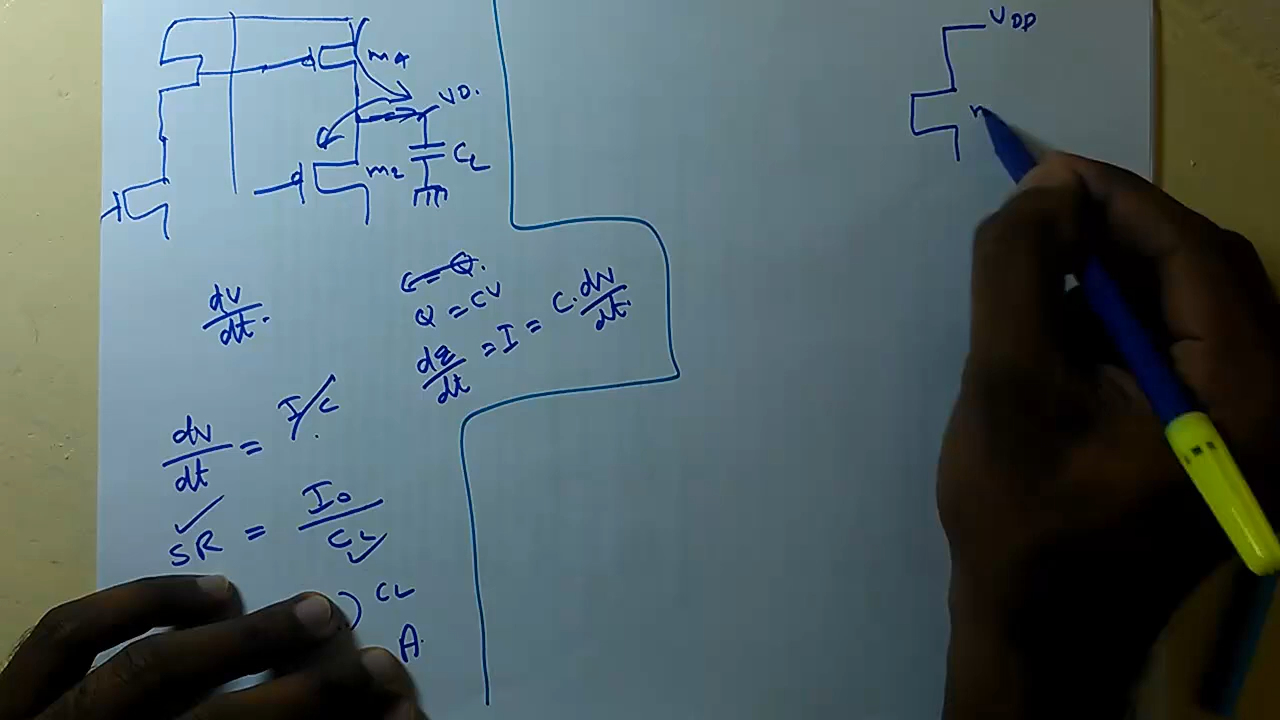 m4
VO.
m2
CL
dv/dt.
Q = CV
dq/dt = I = C.dv/dt.
dv/dt = I/C
SR = Io/CL
CL
A.
VDD